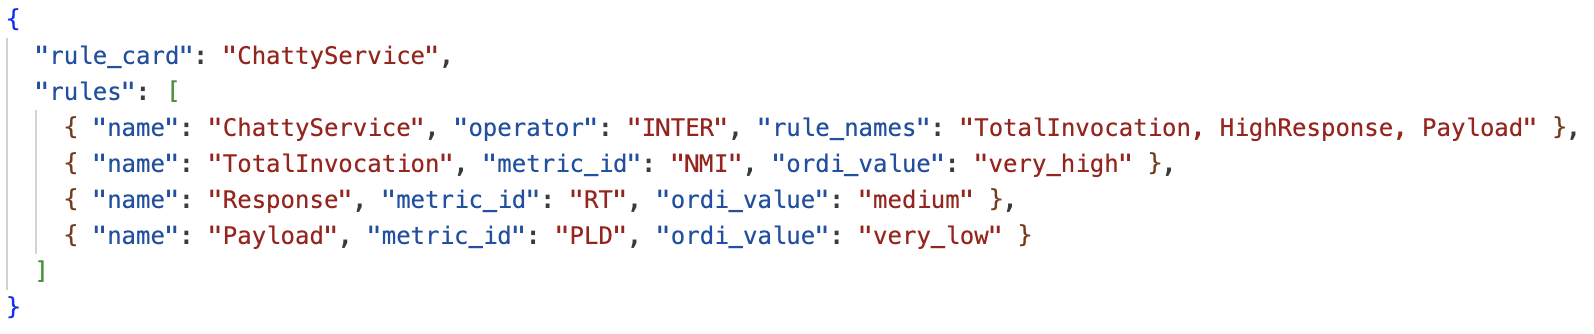 {
"rule_card": "ChattyService",
"rules": [
{ "name": "ChattyService", "operator": "INTER", "rule_names": "TotalInvocation, HighResponse, Payload" },
{ "name": "TotalInvocation", "metric_id": "NMI", "ordi_value": "very_high" },
{ "name": "Response", "metric_id": "RT", "ordi_value": "medium" },
{ "name": "Payload", "metric_id": "PLD", "ordi_value": "very_low" }
]
}